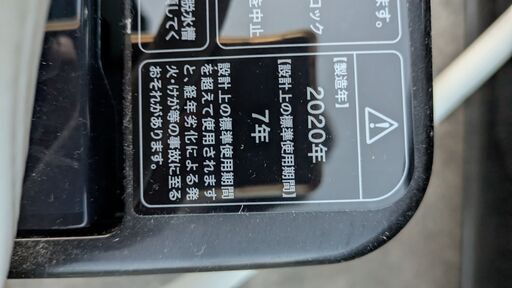 ます。
ロック
を中止
脱水槽
してく
【製造年】
2020年
【設計上の標準使用期間】
7年
設計上の標準使用期間
を超えて使用されます
と、経年劣化による発
火・けが等の事故に至る
おそれがあります。